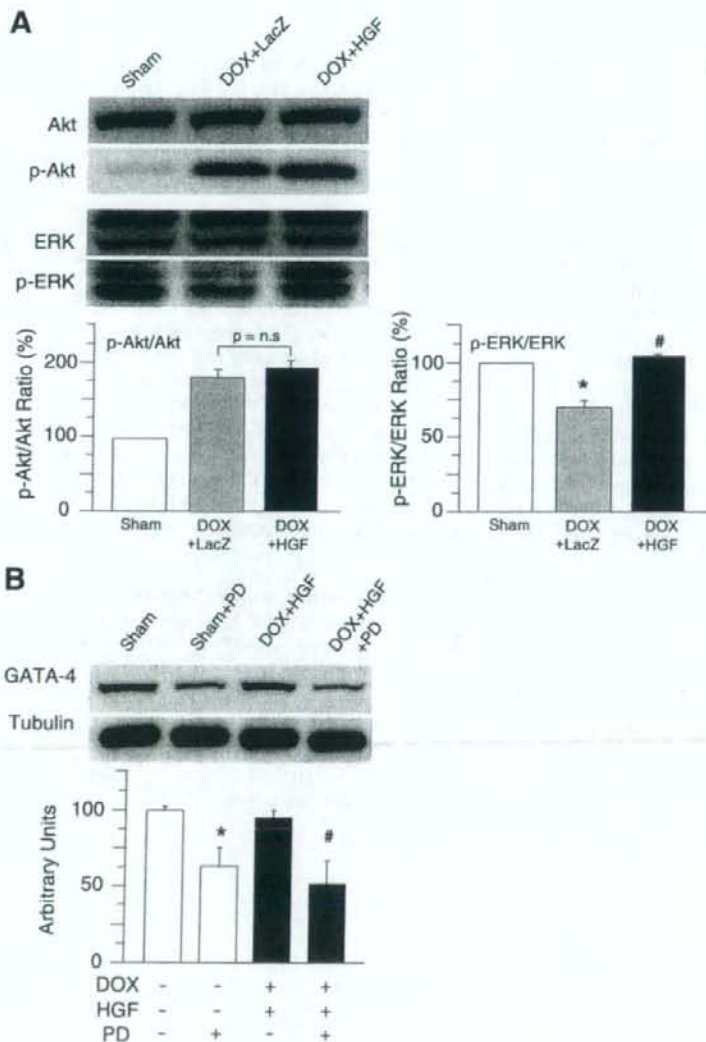 A
Sham
DOX+LacZ
DOX+HGF
Akt
p-Akt
ERK
p-ERK
p-Akt/Akt
p = n.s
p-Akt/Akt Ratio (%)
200
100
0
Sham
DOX
+LacZ
DOX
+HGF
p-ERK/ERK
p-ERK/ERK Ratio (%)
100
50
0
*
#
Sham
DOX
+LacZ
DOX
+HGF
B
Sham
Sham+PD
DOX+HGF
DOX+HGF
+PD
GATA-4
Tubulin
Arbitrary Units
100
50
0
*
#
DOX - - + +
HGF - - + +
PD - + - +